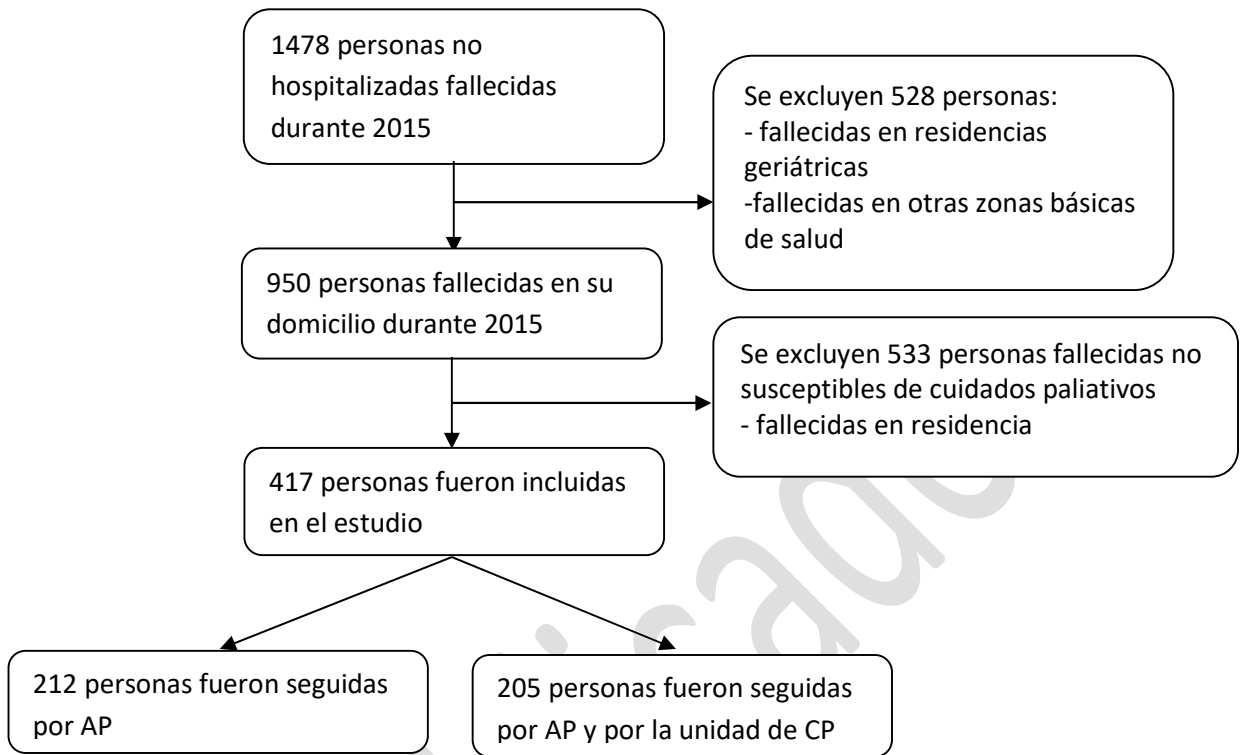 1478 personas no
hospitalizadas fallecidas
durante 2015
Se excluyen 528 personas:
- fallecidas en residencias
geriátricas
-fallecidas en otras zonas básicas
de salud
950 personas fallecidas en su
domicilio durante 2015
Se excluyen 533 personas fallecidas no
susceptibles de cuidados paliativos
- fallecidas en residencia
417 personas fueron incluidas
en el estudio
212 personas fueron seguidas
por AP
205 personas fueron seguidas
por AP y por la unidad de CP